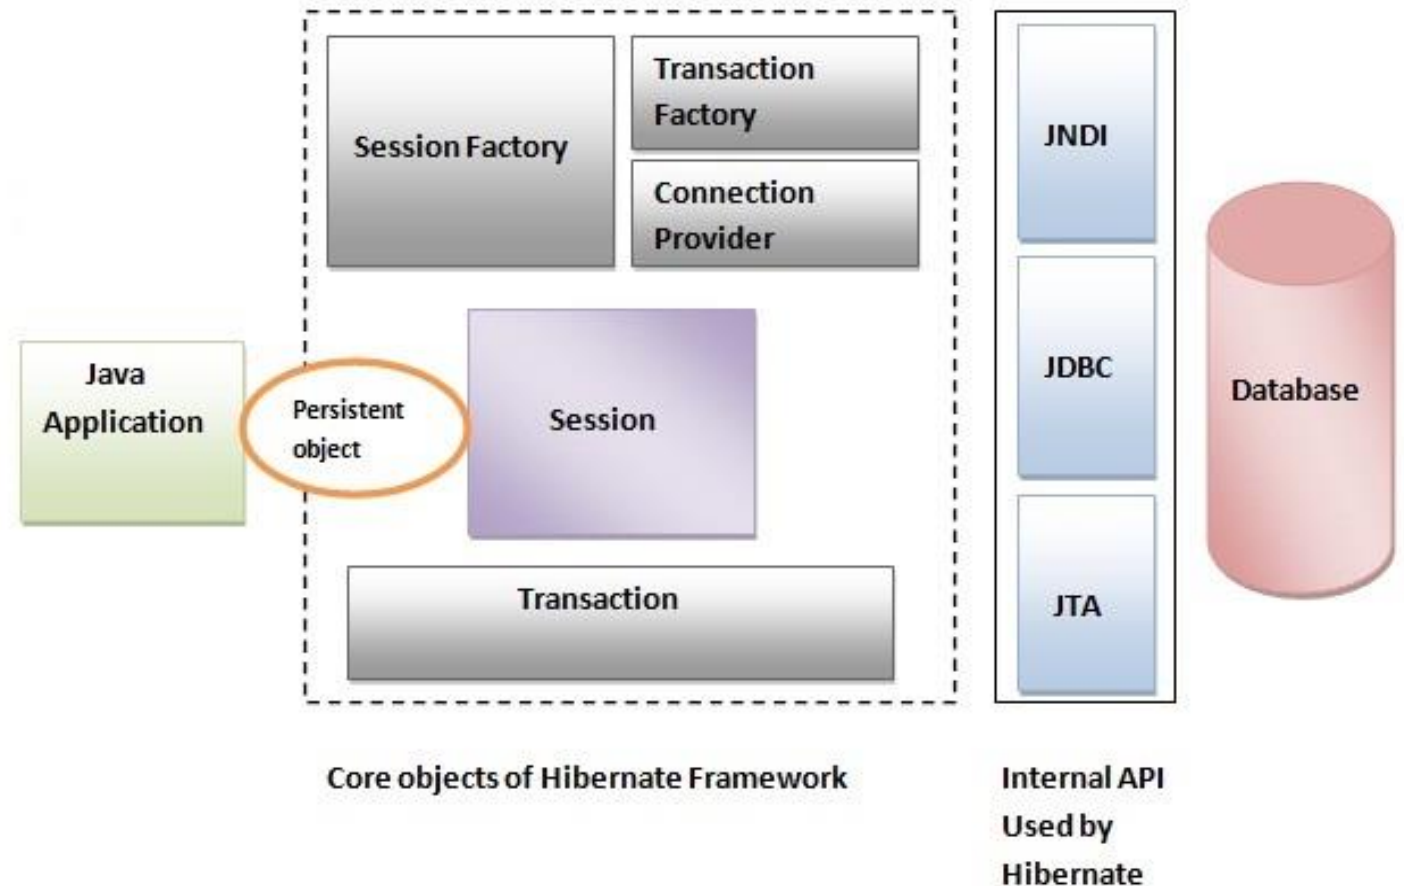 Session Factory
Transaction
Factory
Connection
Provider
JNDI
Java
Application
Persistent
object
Session
JDBC
Database
Transaction
JTA
Core objects of Hibernate Framework
Internal API
Used by
Hibernate